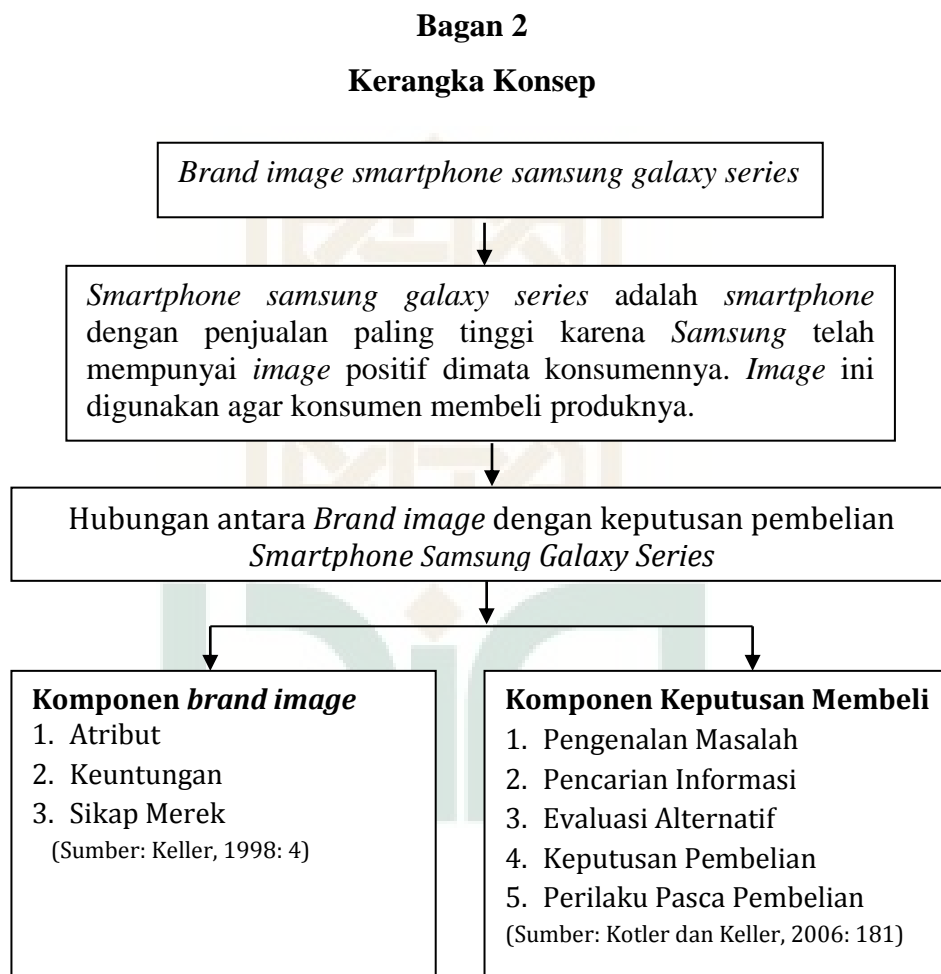 Bagan 2
Kerangka Konsep
Brand image smartphone samsung galaxy series
Smartphone samsung galaxy series adalah smartphone
dengan penjualan paling tinggi karena Samsung telah
mempunyai image positif dimata konsumennya. Image ini
digunakan agar konsumen membeli produknya.
Hubungan antara Brand image dengan keputusan pembelian
Smartphone Samsung Galaxy Series
Komponen brand image
1. Atribut
2. Keuntungan
3. Sikap Merek
(Sumber: Keller, 1998: 4)
Komponen Keputusan Membeli
1. Pengenalan Masalah
2. Pencarian Informasi
3. Evaluasi Alternatif
4. Keputusan Pembelian
5. Perilaku Pasca Pembelian
(Sumber: Kotler dan Keller, 2006: 181)